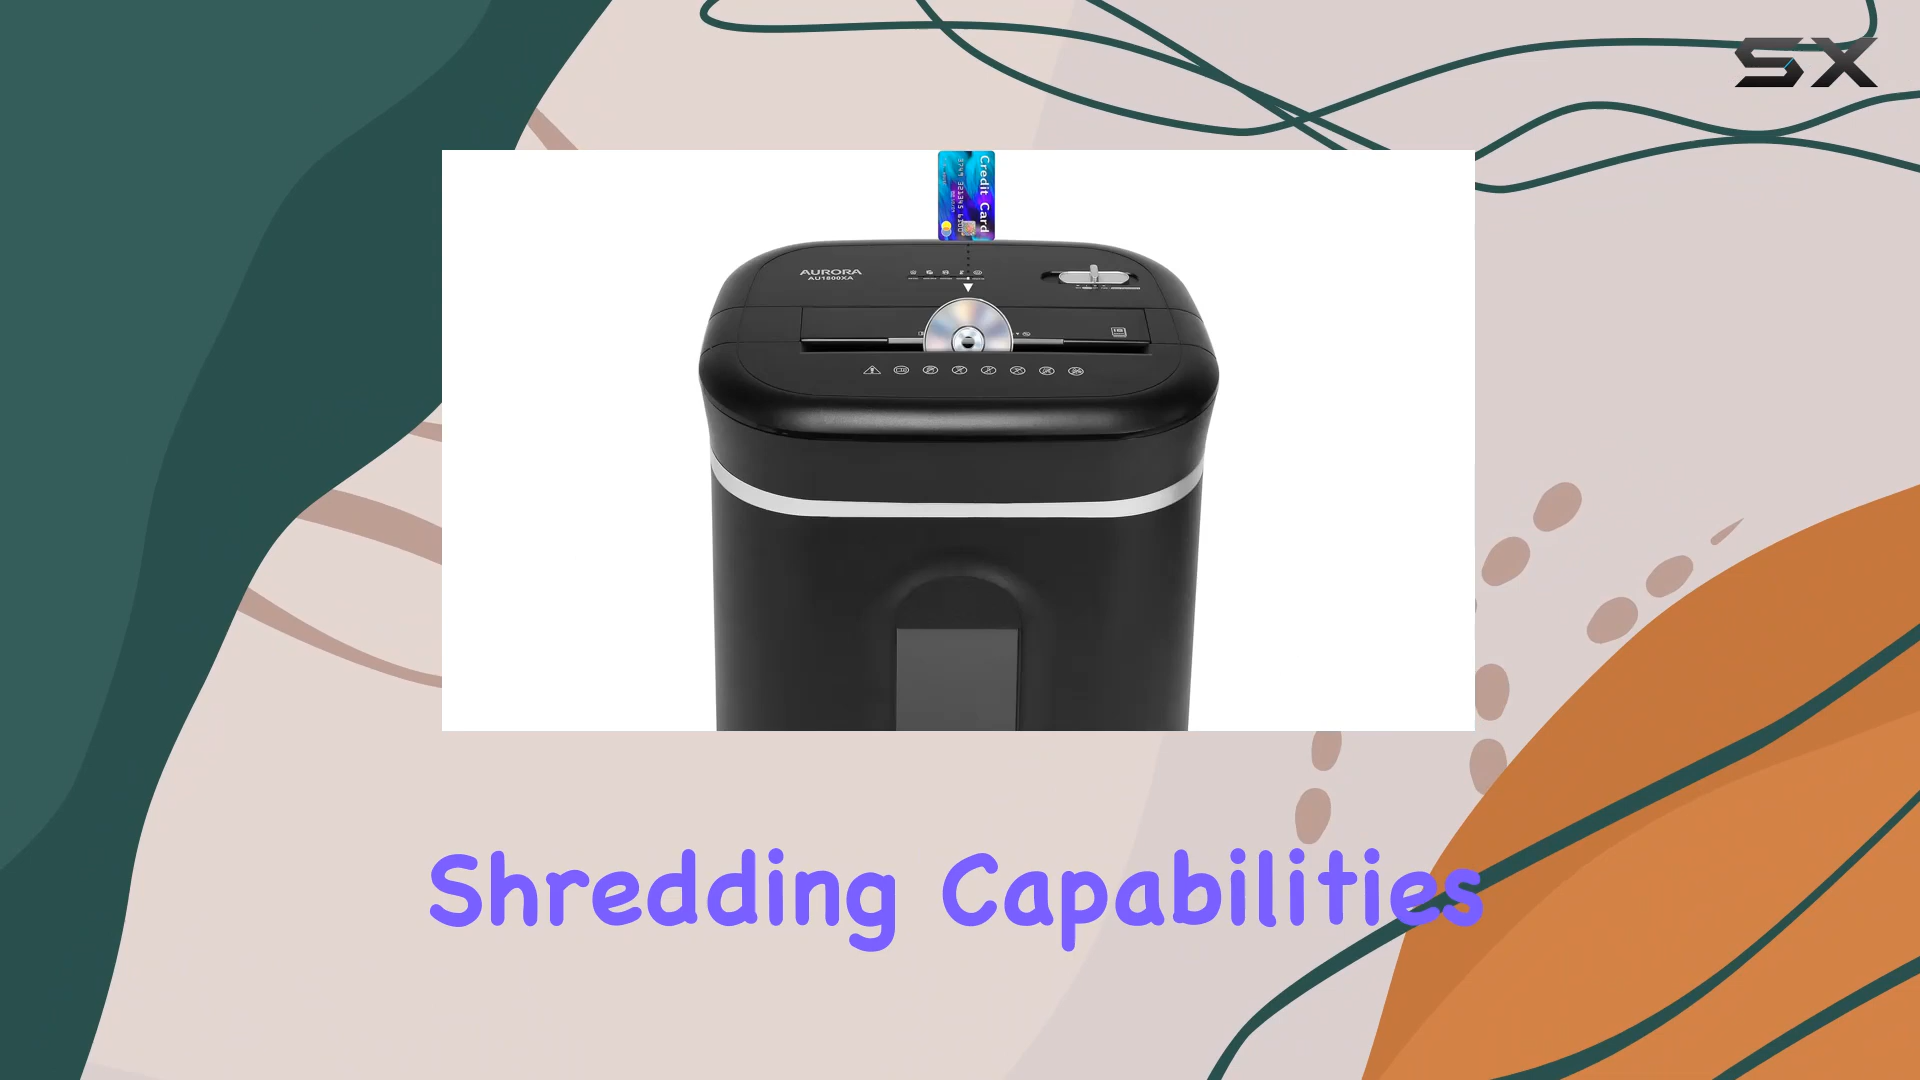 SX
Credit Card
AURORA
AU1800XA
Shredding Capabilities